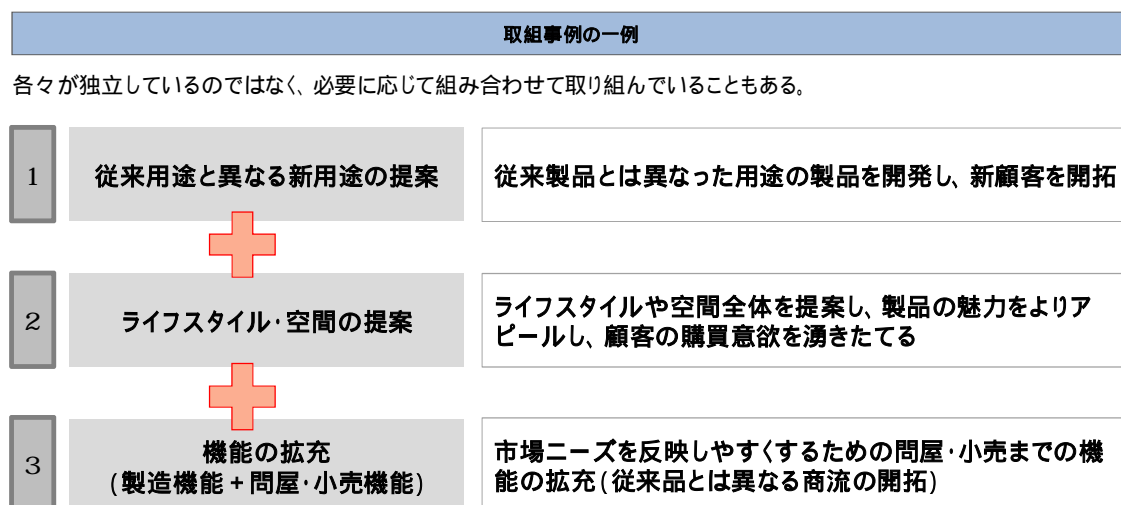 取組事例の一例
各々が独立しているのではなく、必要に応じて組み合わせて取り組んでいることもある。
1
従来用途と異なる新用途の提案
従来製品とは異なった用途の製品を開発し、新顧客を開拓
2
ライフスタイル・空間の提案
ライフスタイルや空間全体を提案し、製品の魅力をよりア
ピールし、顧客の購買意欲を湧きたてる
3
機能の拡充
(製造機能+問屋・小売機能)
市場ニーズを反映しやすくするための問屋・小売までの機
能の拡充(従来品とは異なる商流の開拓)